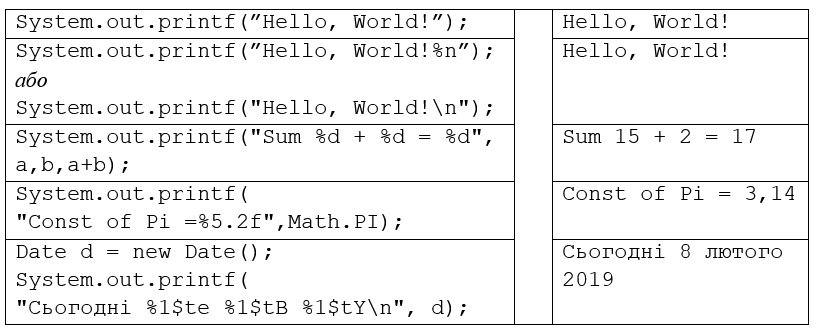 System.out.printf(”Hello, World!”);
Hello, World!
System.out.printf(”Hello, World!%n”);
або
System.out.printf("Hello, World!\n");
Hello, World!
System.out.printf("Sum %d + %d = %d",
a,b,a+b);
Sum 15 + 2 = 17
System.out.printf(
"Const of Pi =%5.2f",Math.PI);
Const of Pi = 3,14
Date d = new Date();
System.out.printf(
"Сьогодні %1$te %1$tB %1$tY\n", d);
Сьогодні 8 лютого
2019